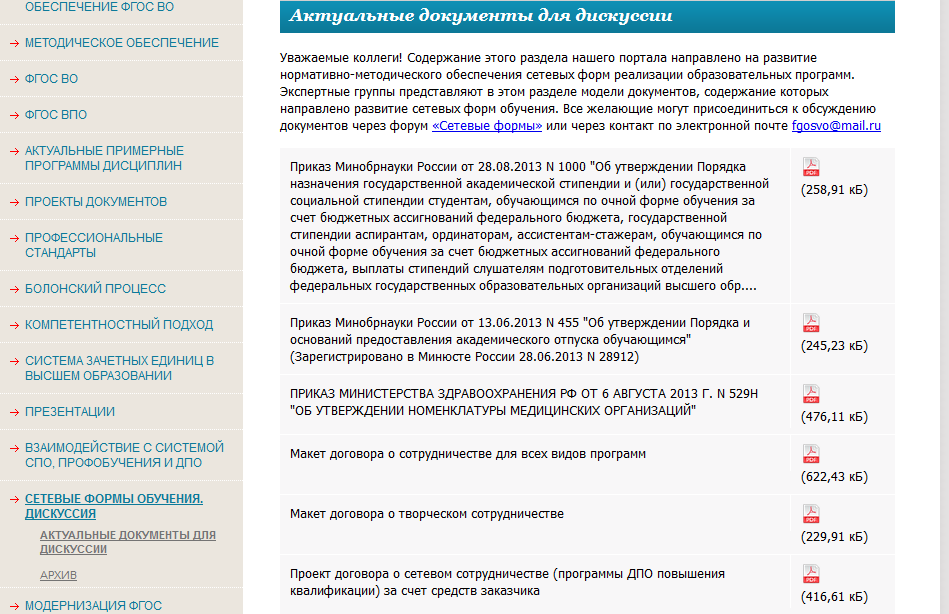 ОБЕСПЕЧЕНИЕ ФГОС ВО
МЕТОДИЧЕСКОЕ ОБЕСПЕЧЕНИЕ
ФГОС ВО
ФГОС ВПО
АКТУАЛЬНЫЕ ПРИМЕРНЫЕ
ПРОГРАММЫ ДИСЦИПЛИН
ПРОЕКТЫ ДОКУМЕНТОВ
ПРОФЕССИОНАЛЬНЫЕ
СТАНДАРТЫ
БОЛОНСКИЙ ПРОЦЕСС
КОМПЕТЕНТНОСТНЫЙ ПОДХОД
СИСТЕМА ЗАЧЕТНЫХ ЕДИНИЦ В
ВЫСШЕМ ОБРАЗОВАНИИ
ПРЕЗЕНТАЦИИ
ВЗАИМОДЕЙСТВИЕ С СИСТЕМОЙ
СПО, ПРОФОБУЧЕНИЯ И ДПО
СЕТЕВЫЕ ФОРМЫ ОБУЧЕНИЯ.
ДИСКУССИЯ
АКТУАЛЬНЫЕ ДОКУМЕНТЫ ДЛЯ
ДИСКУССИИ
АРХИВ
МОДЕРНИЗАЦИЯ ФГОС
Актуальные документы для дискуссии
Уважаемые коллеги! Содержание этого раздела нашего портала направлено на развитие
нормативно-методического обеспечения сетевых форм реализации образовательных программ.
Экспертные группы представляют в этом разделе модели документов, содержание которых
направлено развитие сетевых форм обучения. Все желающие могут присоединиться к обсуждению
документов через форум «Сетевые формы» или через контакт по электронной почте fgosvo@mail.ru
Приказ Минобрнауки России от 28.08.2013 N 1000 "Об утверждении Порядка
назначения государственной академической стипендии и (или) государственной
социальной стипендии студентам, обучающимся по очной форме обучения за
счет бюджетных ассигнований федерального бюджета, государственной
стипендии аспирантам, ординаторам, ассистентам-стажерам, обучающимся по
очной форме обучения за счет бюджетных ассигнований федерального
бюджета, выплаты стипендий слушателям подготовительных отделений
федеральных государственных образовательных организаций высшего обр....
PDF
(258,91 кБ)
Приказ Минобрнауки России от 13.06.2013 N 455 "Об утверждении Порядка и
оснований предоставления академического отпуска обучающимся"
(Зарегистрировано в Минюсте России 28.06.2013 N 28912)
PDF
(245,23 кБ)
ПРИКАЗ МИНИСТЕРСТВА ЗДРАВООХРАНЕНИЯ РФ ОТ 6 АВГУСТА 2013 Г. N 529Н
"ОБ УТВЕРЖДЕНИИ НОМЕНКЛАТУРЫ МЕДИЦИНСКИХ ОРГАНИЗАЦИЙ"
PDF
(476,11 кБ)
Макет договора о сотрудничестве для всех видов программ
PDF
(622,43 кБ)
Макет договора о творческом сотрудничестве
PDF
(229,91 кБ)
Проект договора о сетевом сотрудничестве (программы ДПО повышения
квалификации) за счет средств заказчика
PDF
(416,61 кБ)